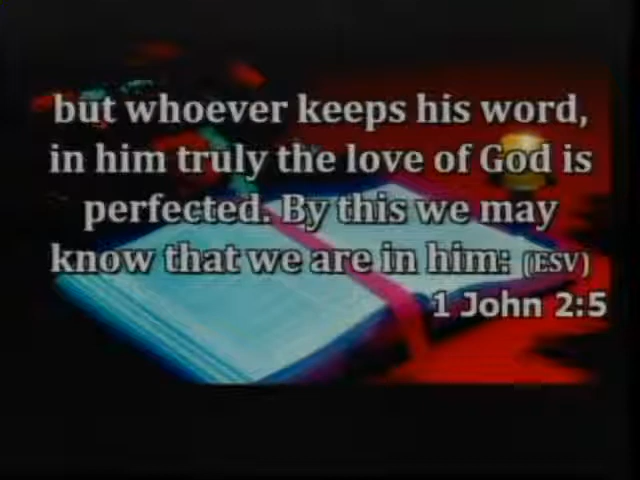 but whoever keeps his word,
in him truly the love of God is
perfected. By this we may
know that we are in him: (ESV)
1 John 2:5